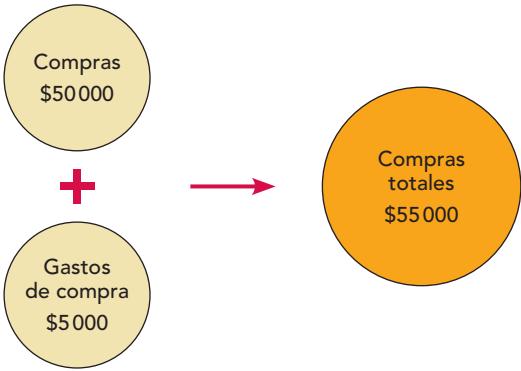 Compras
$50 000
+
Gastos
de compra
$5 000
Compras
totales
$55 000